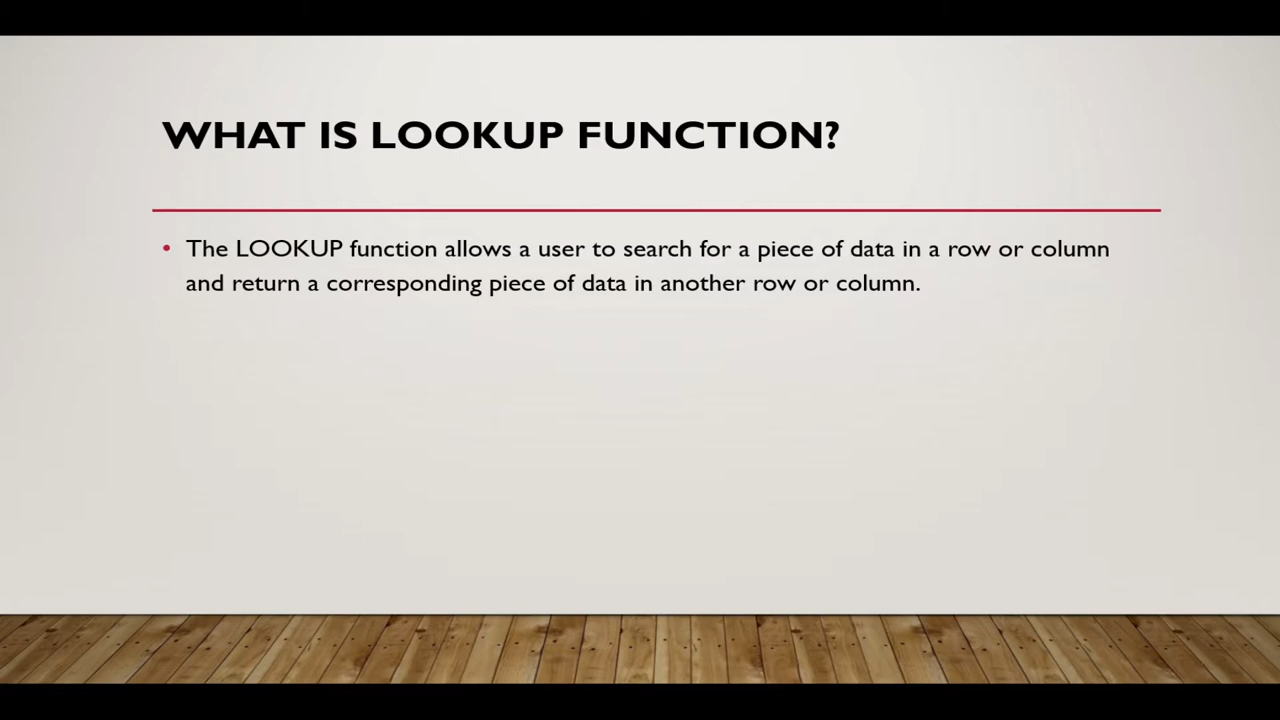 WHAT IS LOOKUP FUNCTION?
• The LOOKUP function allows a user to search for a piece of data in a row or column
and return a corresponding piece of data in another row or column.